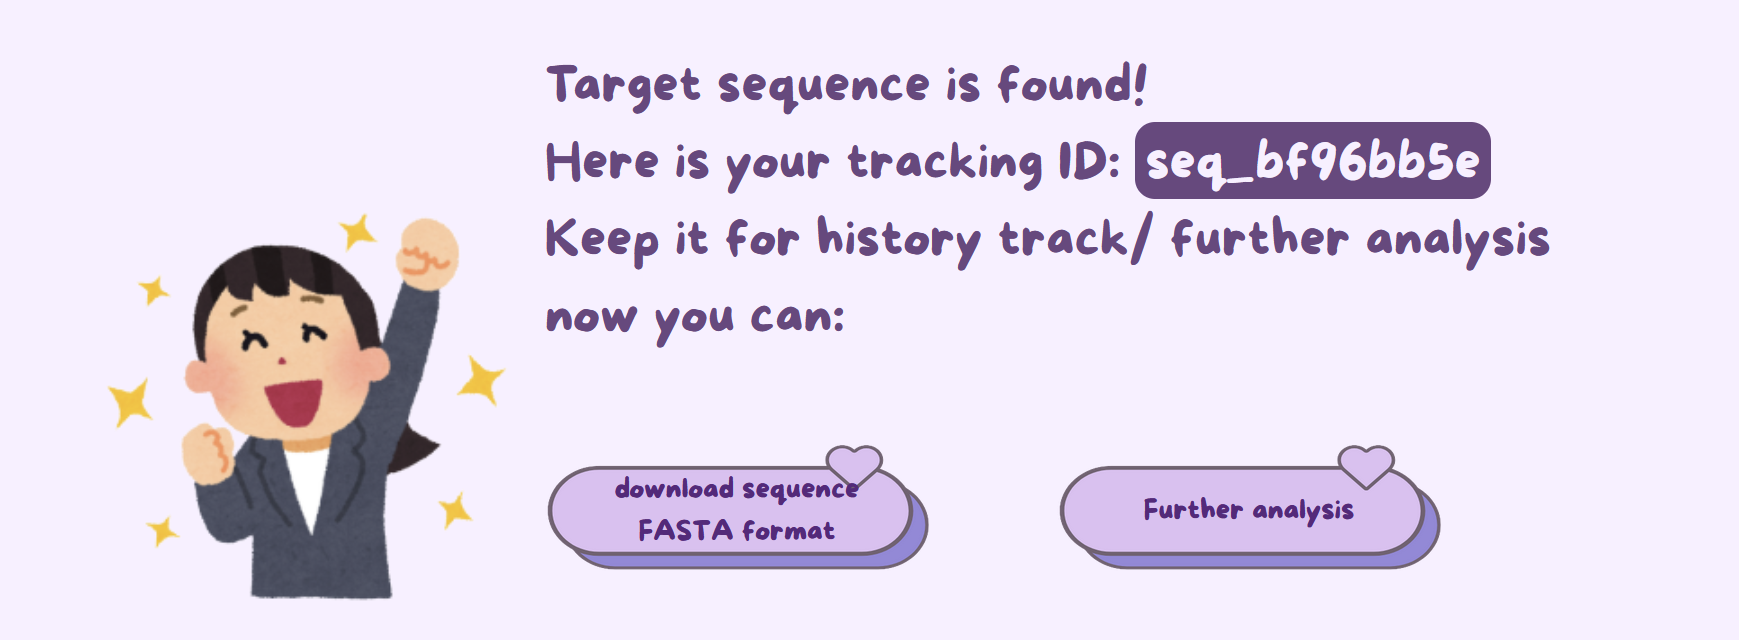 Target sequence is found!
Here is your tracking ID: seq_bf96bb5e
Keep it for history track/ further analysis
now you can:
download sequence
FASTA format
Further analysis